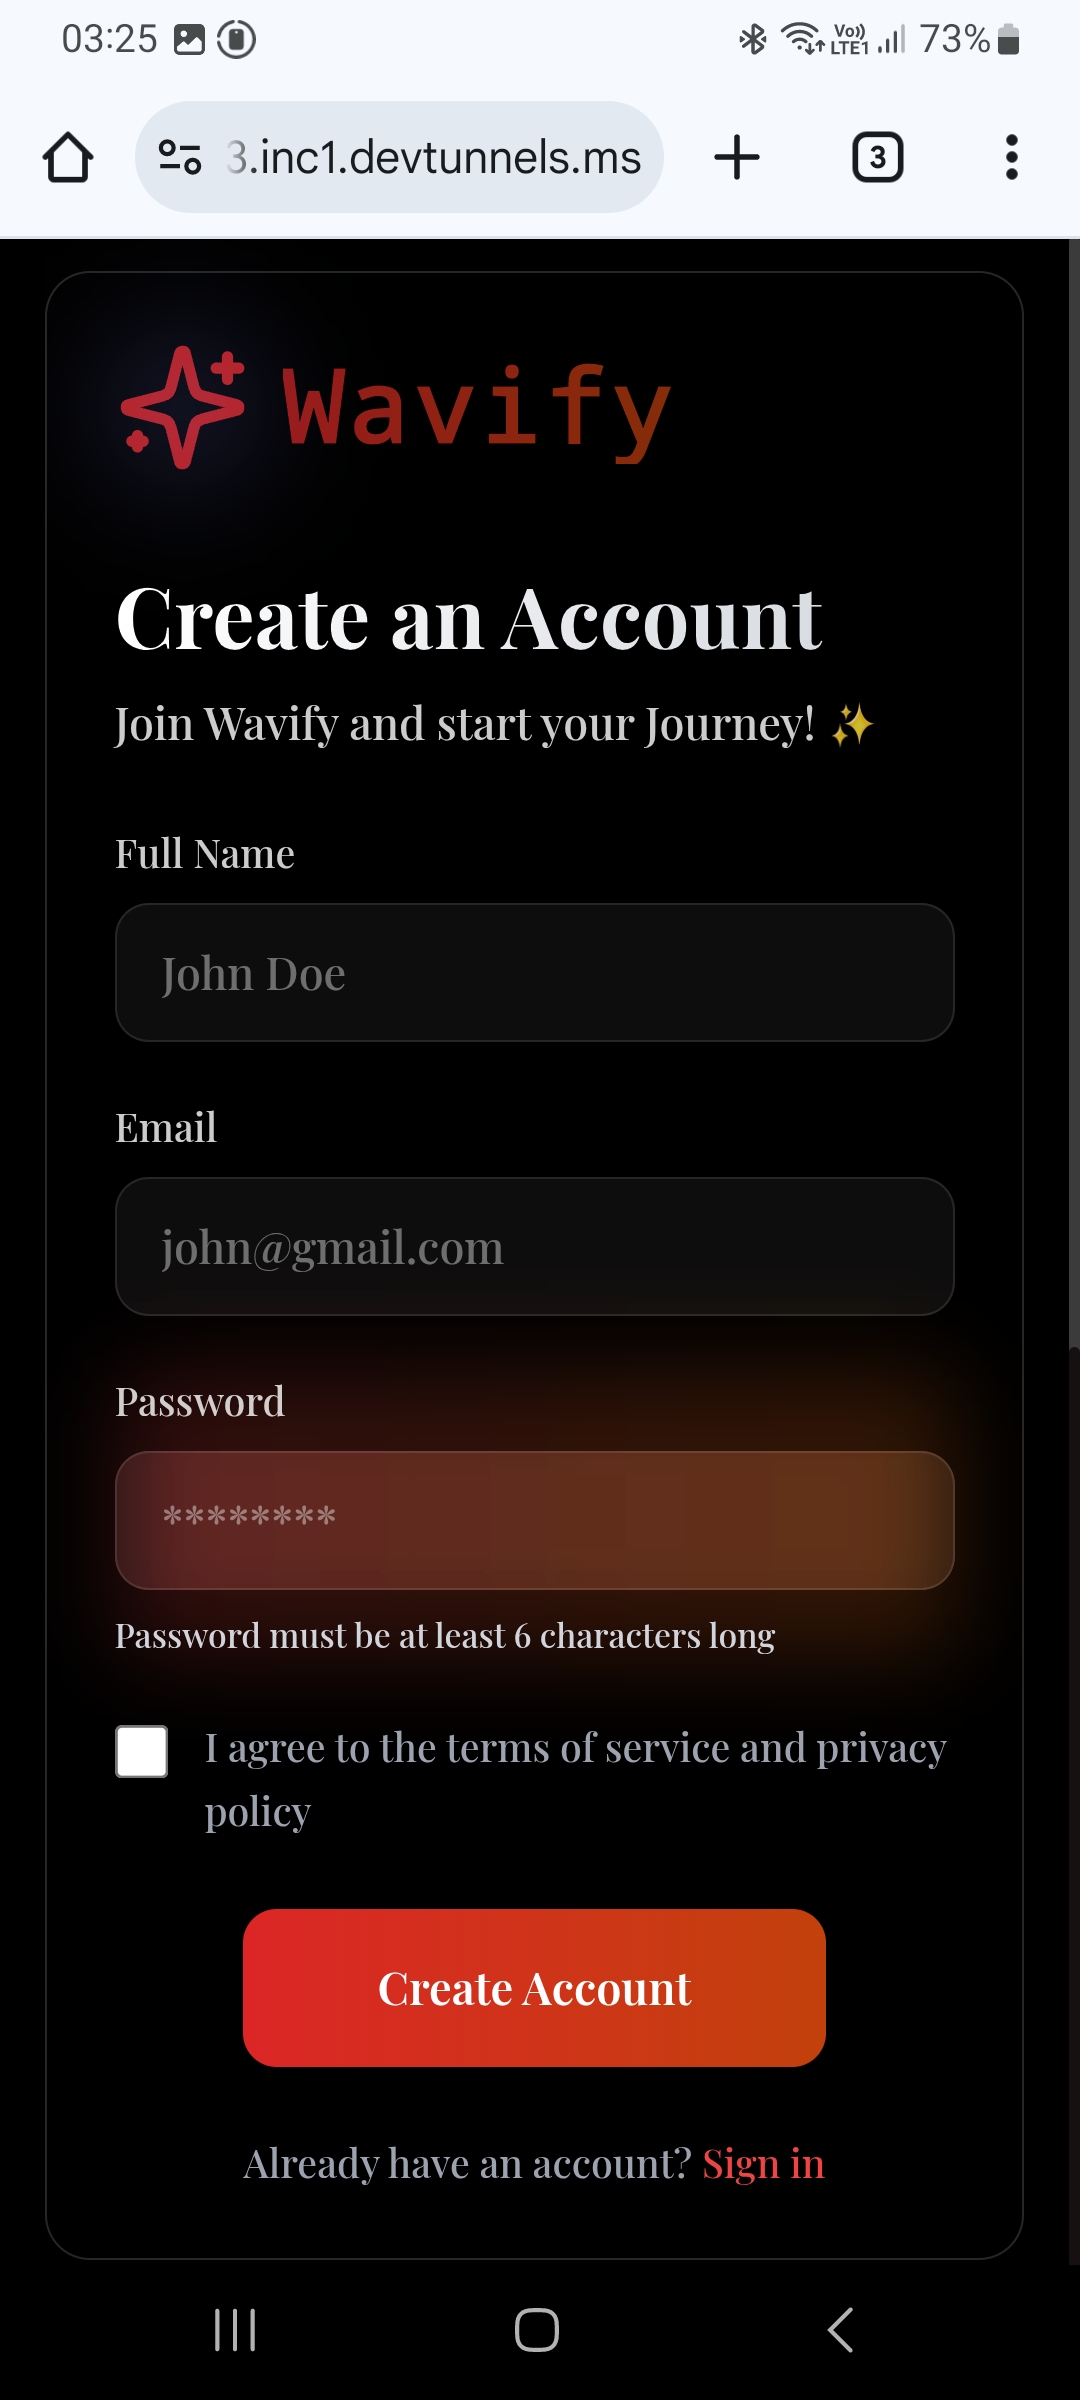 03:25
Vo)) LTE1 73%
3.inc1.devtunnels.ms
3
Wavify
Create an Account
Join Wavify and start your Journey! ✨
Full Name
John Doe
Email
john@gmail.com
Password
********
Password must be at least 6 characters long
I agree to the terms of service and privacy
policy
Create Account
Already have an account? Sign in